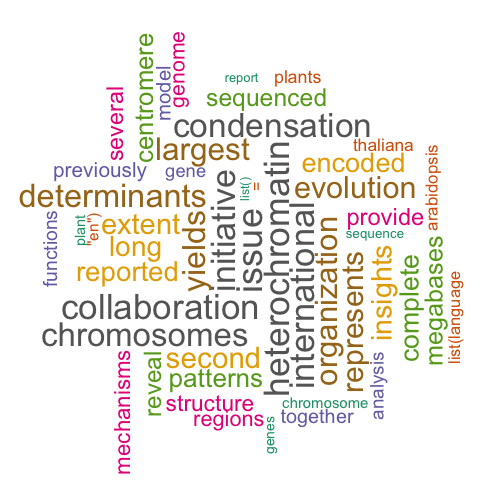 report
plants
centromere
model
genome
several
sequenced
condensation
largest
thaliana
previously
gene
encoded
determinants
initiative
list()
=
heterochromatin
evolution
arabidopsis
functions
plant
"en")
extent
long
yields
issue
international
organization
provide
sequence
reported
represents
insights
complete
megabases
list(language
collaboration
chromosomes
mechanisms
reveal
second
patterns
structure
regions
genes
chromosome
together
analysis